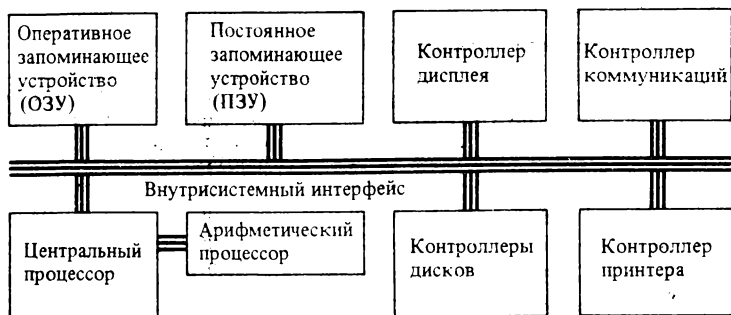 Оперативное
запоминающее
устройство
(ОЗУ)
Постоянное
запоминающее
устройство
(ПЗУ)
Контроллер
дисплея
Контроллер
коммуникаций
Внутрисистемный интерфейс
Центральный
процессор
Арифметический
процессор
Контроллеры
дисков
Контроллер
принтера